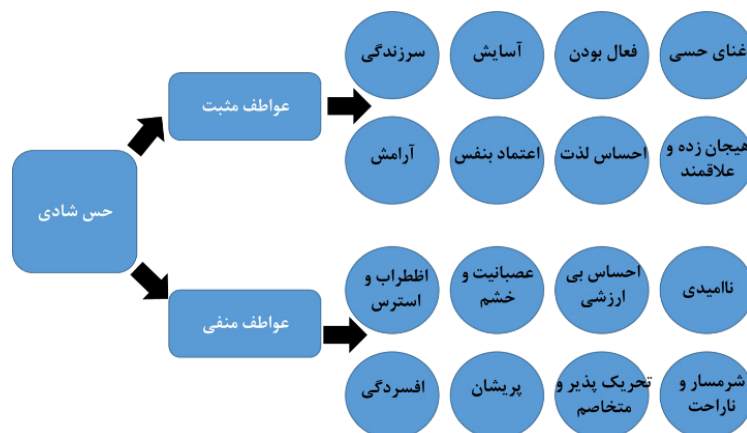 حس شادی
عواطف مثبت
سرزندگی
آسایش
فعال بودن
غنای حسی
آرامش
اعتماد بنفس
احساس لذت
هیجان زده و
علاقمند
عواطف منفی
اظطراب و
استرس
عصبانیت و
خشم
احساس بی
ارزشی
ناامیدی
افسردگی
پریشان
تحریک پذیر و
متخاصم
شرمسار و
ناراحت